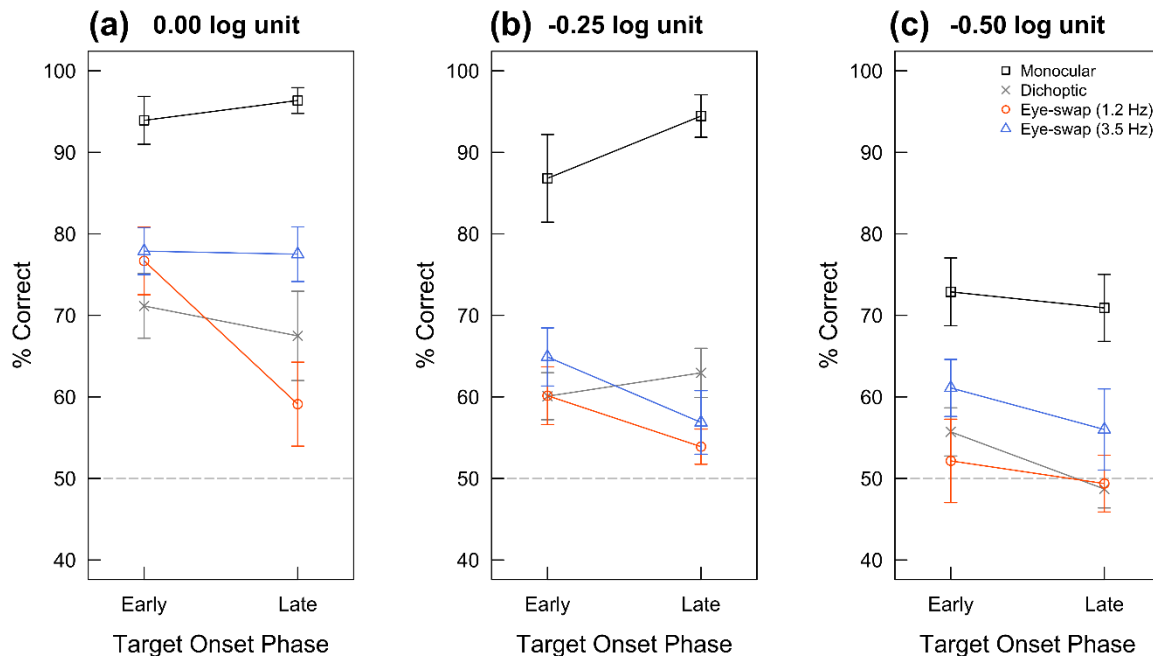 (a) 0.00 log unit
% Correct
100
90
80
70
60
50
40
Early Late
Target Onset Phase
(b) -0.25 log unit
% Correct
100
90
80
70
60
50
40
Early Late
Target Onset Phase
(c) -0.50 log unit
% Correct
100
90
80
70
60
50
40
Monocular
Dichoptic
Eye-swap (1.2 Hz)
Eye-swap (3.5 Hz)
Early Late
Target Onset Phase